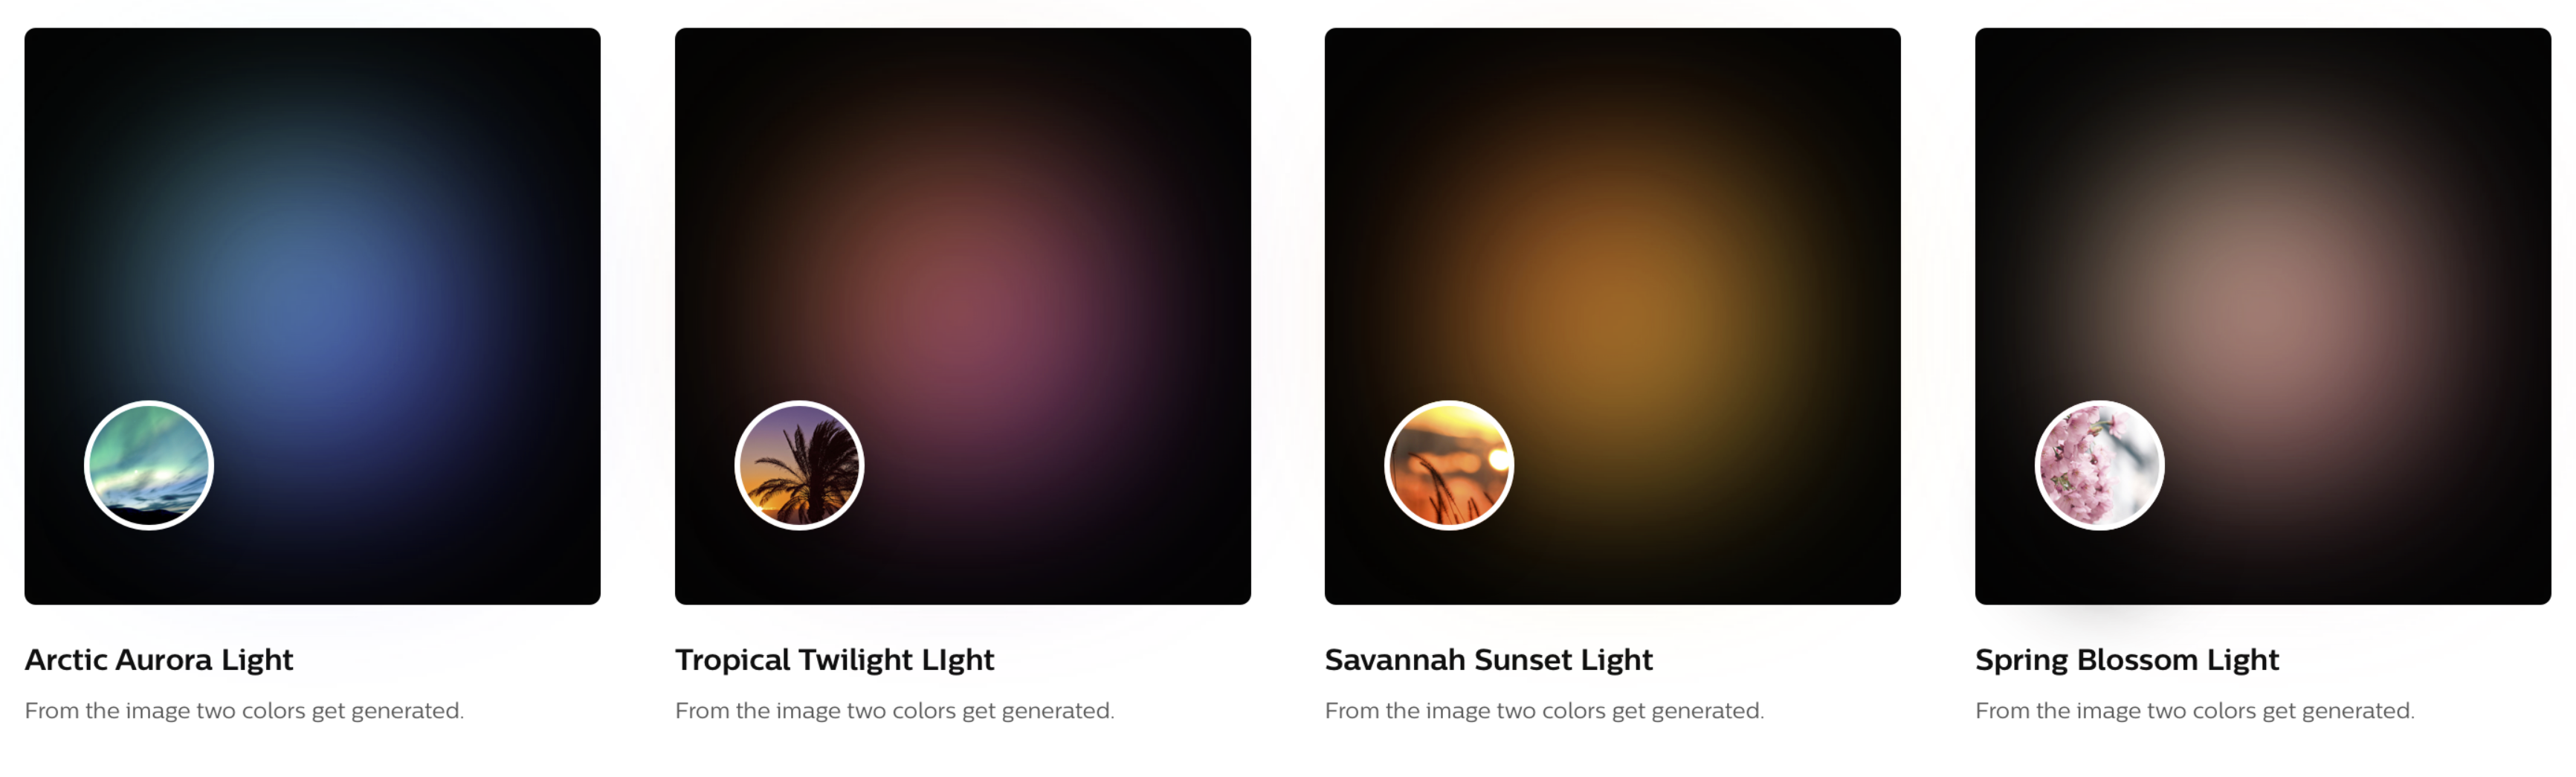 Arctic Aurora Light
From the image two colors get generated.
Tropical Twilight LIght
From the image two colors get generated.
Savannah Sunset Light
From the image two colors get generated.
Spring Blossom Light
From the image two colors get generated.